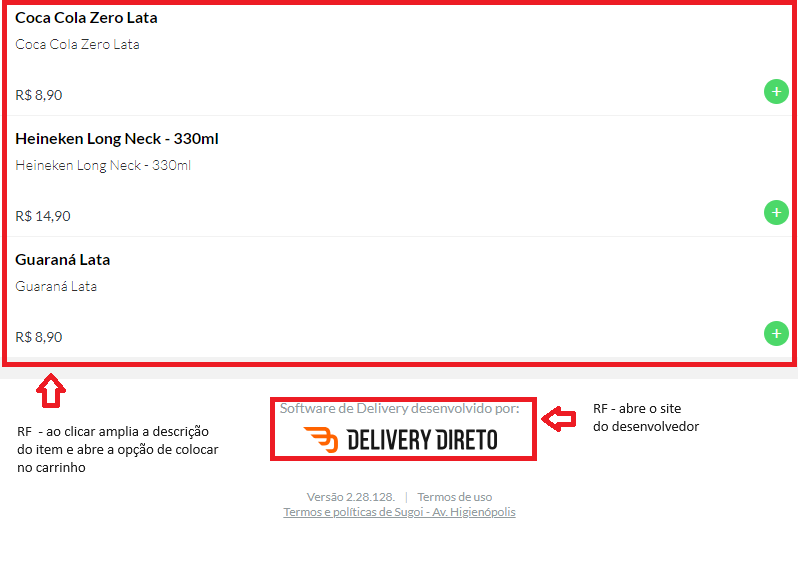 Coca Cola Zero Lata
Coca Cola Zero Lata
R$ 8,90
+
Heineken Long Neck - 330ml
Heineken Long Neck - 330ml
R$ 14,90
+
Guaraná Lata
Guaraná Lata
R$ 8,90
+
RF - ao clicar amplia a descrição
do item e abre a opção de colocar
no carrinho
Software de Delivery desenvolvido por:
DELIVERY DIRETO
RF - abre o site
do desenvolvedor
Versão 2.28.128. | Termos de uso
Termos e políticas de Sugoi - Av. Higienópolis